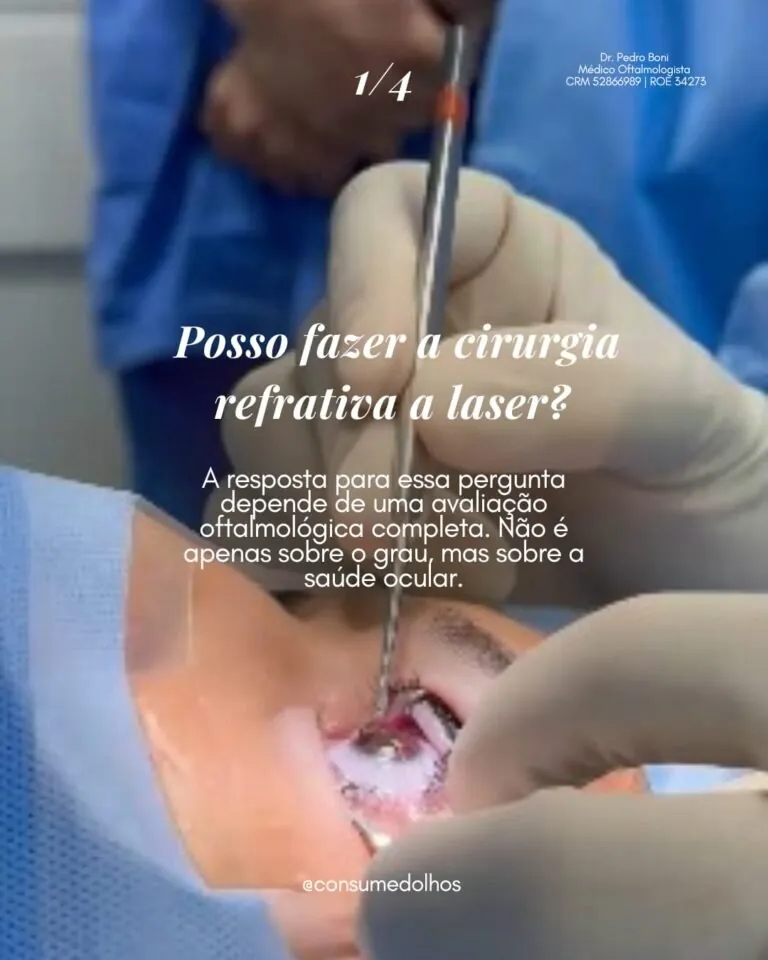 1/4
Dr. Pedro Boni
Médico Oftalmologista
CRM 52866989 | ROE 34273
Posso fazer a cirurgia
refrativa a laser?
A resposta para essa pergunta
depende de uma avaliação
oftalmológica completa. Não é
apenas sobre o grau, mas sobre a
saúde ocular.
@consumedolhos